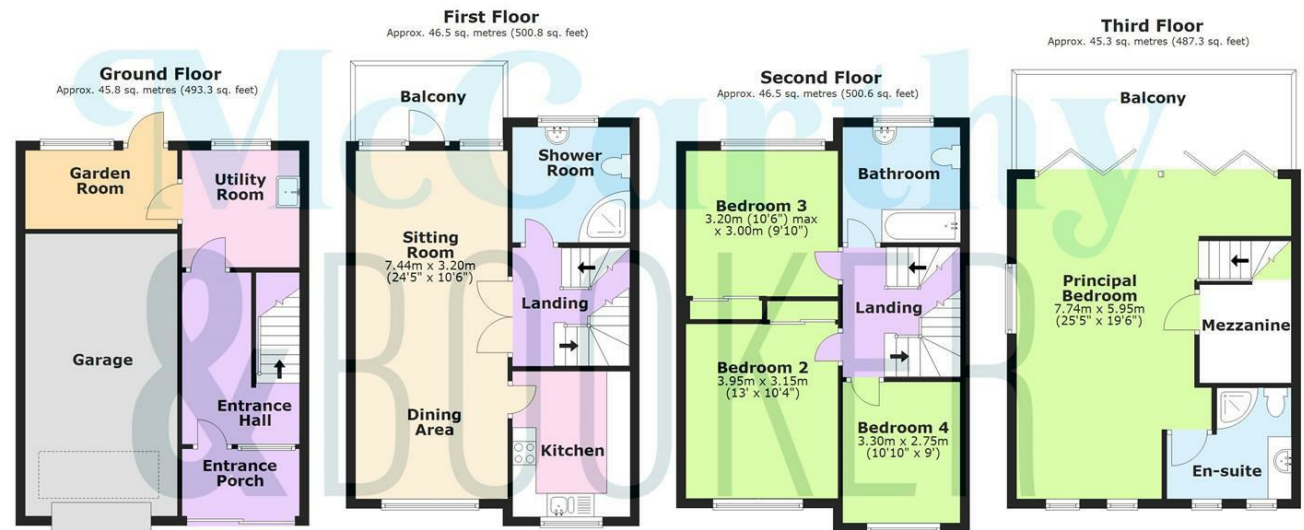 Ground Floor
Approx. 45.8 sq. metres (493.3 sq. feet)
Garden
Room
Utility
Room
Garage
Entrance
Hall
Entrance
Porch
First Floor
Approx. 46.5 sq. metres (500.8 sq. feet)
Balcony
Shower
Room
Sitting
Room
7.44m x 3.20m
(24'5" x 10'6")
Landing
Dining
Area
Kitchen
Second Floor
Approx. 46.5 sq. metres (500.6 sq. feet)
Bathroom
Bedroom 3
3.20m (10'6") max
x 3.00m (9'10")
Landing
Bedroom 2
3.95m x 3.15m
(13' x 10'4")
Bedroom 4
3.30m x 2.75m
(10'10" x 9')
Third Floor
Approx. 45.3 sq. metres (487.3 sq. feet)
Balcony
Principal
Bedroom
7.74m x 5.95m
(25'5" x 19'6")
Mezzanine
En-suite
McCarthy
& BOOKER